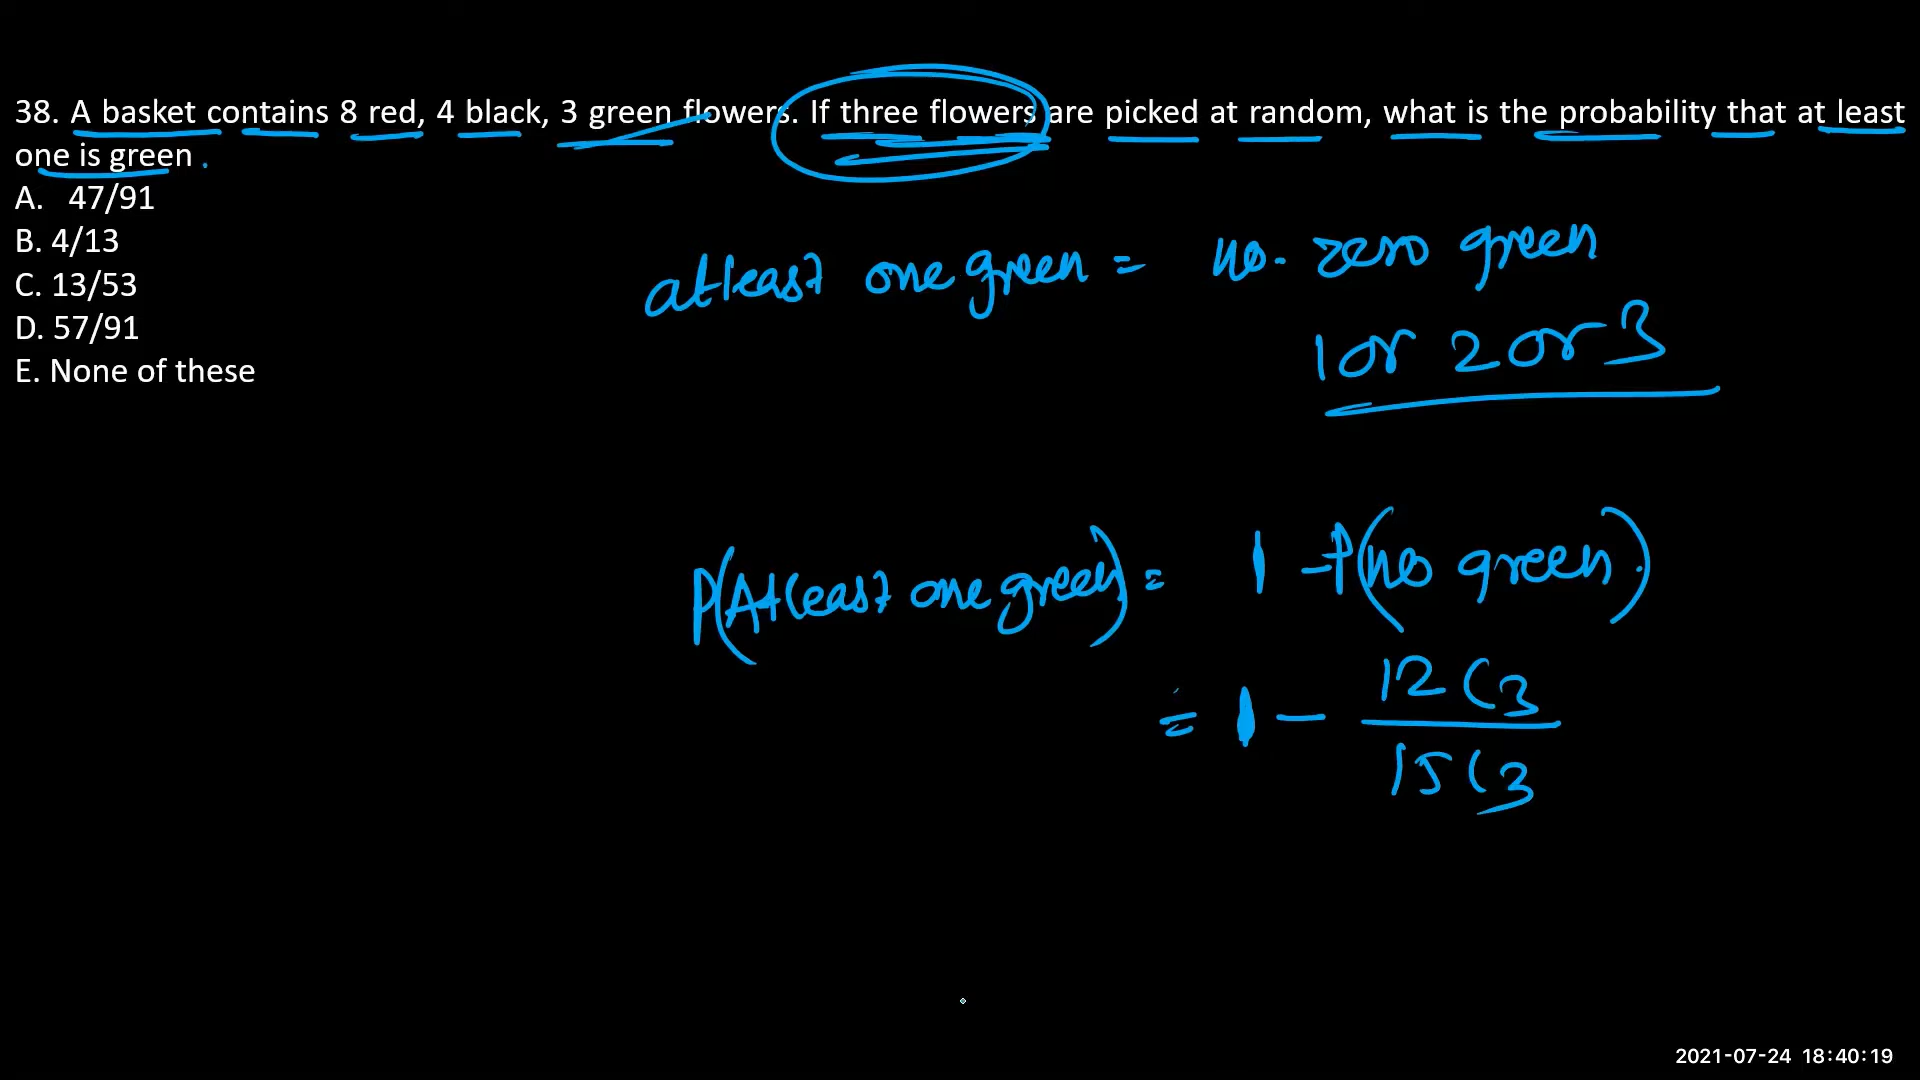 38. A basket contains 8 red, 4 black, 3 green flowers. If three flowers are picked at random, what is the probability that at least
one is green
A. 47/91
B. 4/13
C. 13/53
D. 57/91
E. None of these
atleast one green = no. zero green
1 or 2 or 3
P(Atleast one green) = 1 - P(no green)
= 1 - 12C3
15C3
2021-07-24 18:40:19